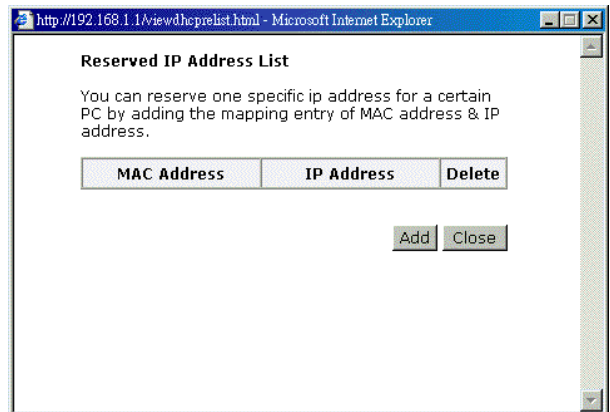 http://192.168.1.1/viewdhcprelist.html - Microsoft Internet Explorer
Reserved IP Address List
You can reserve one specific ip address for a certain
PC by adding the mapping entry of MAC address & IP
address.
MAC Address IP Address Delete
Add Close